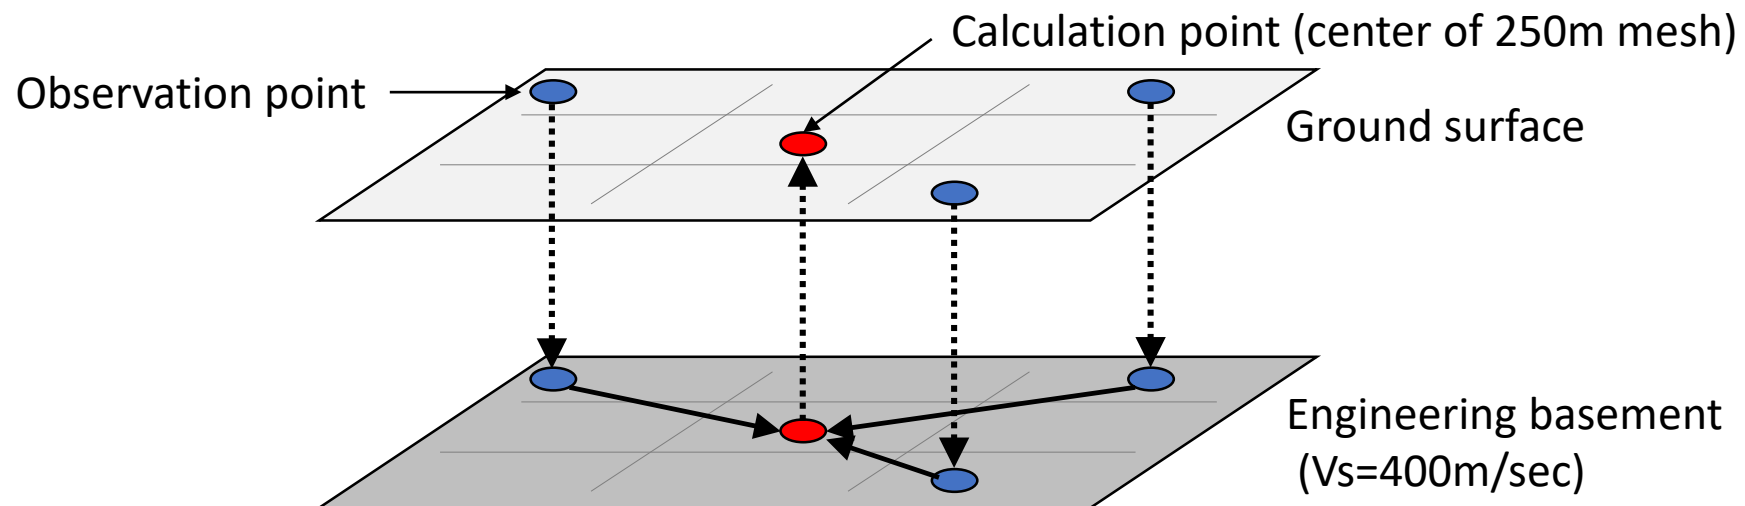 Calculation point (center of 250m mesh)
Observation point
Ground surface
Engineering basement
(Vs=400m/sec)